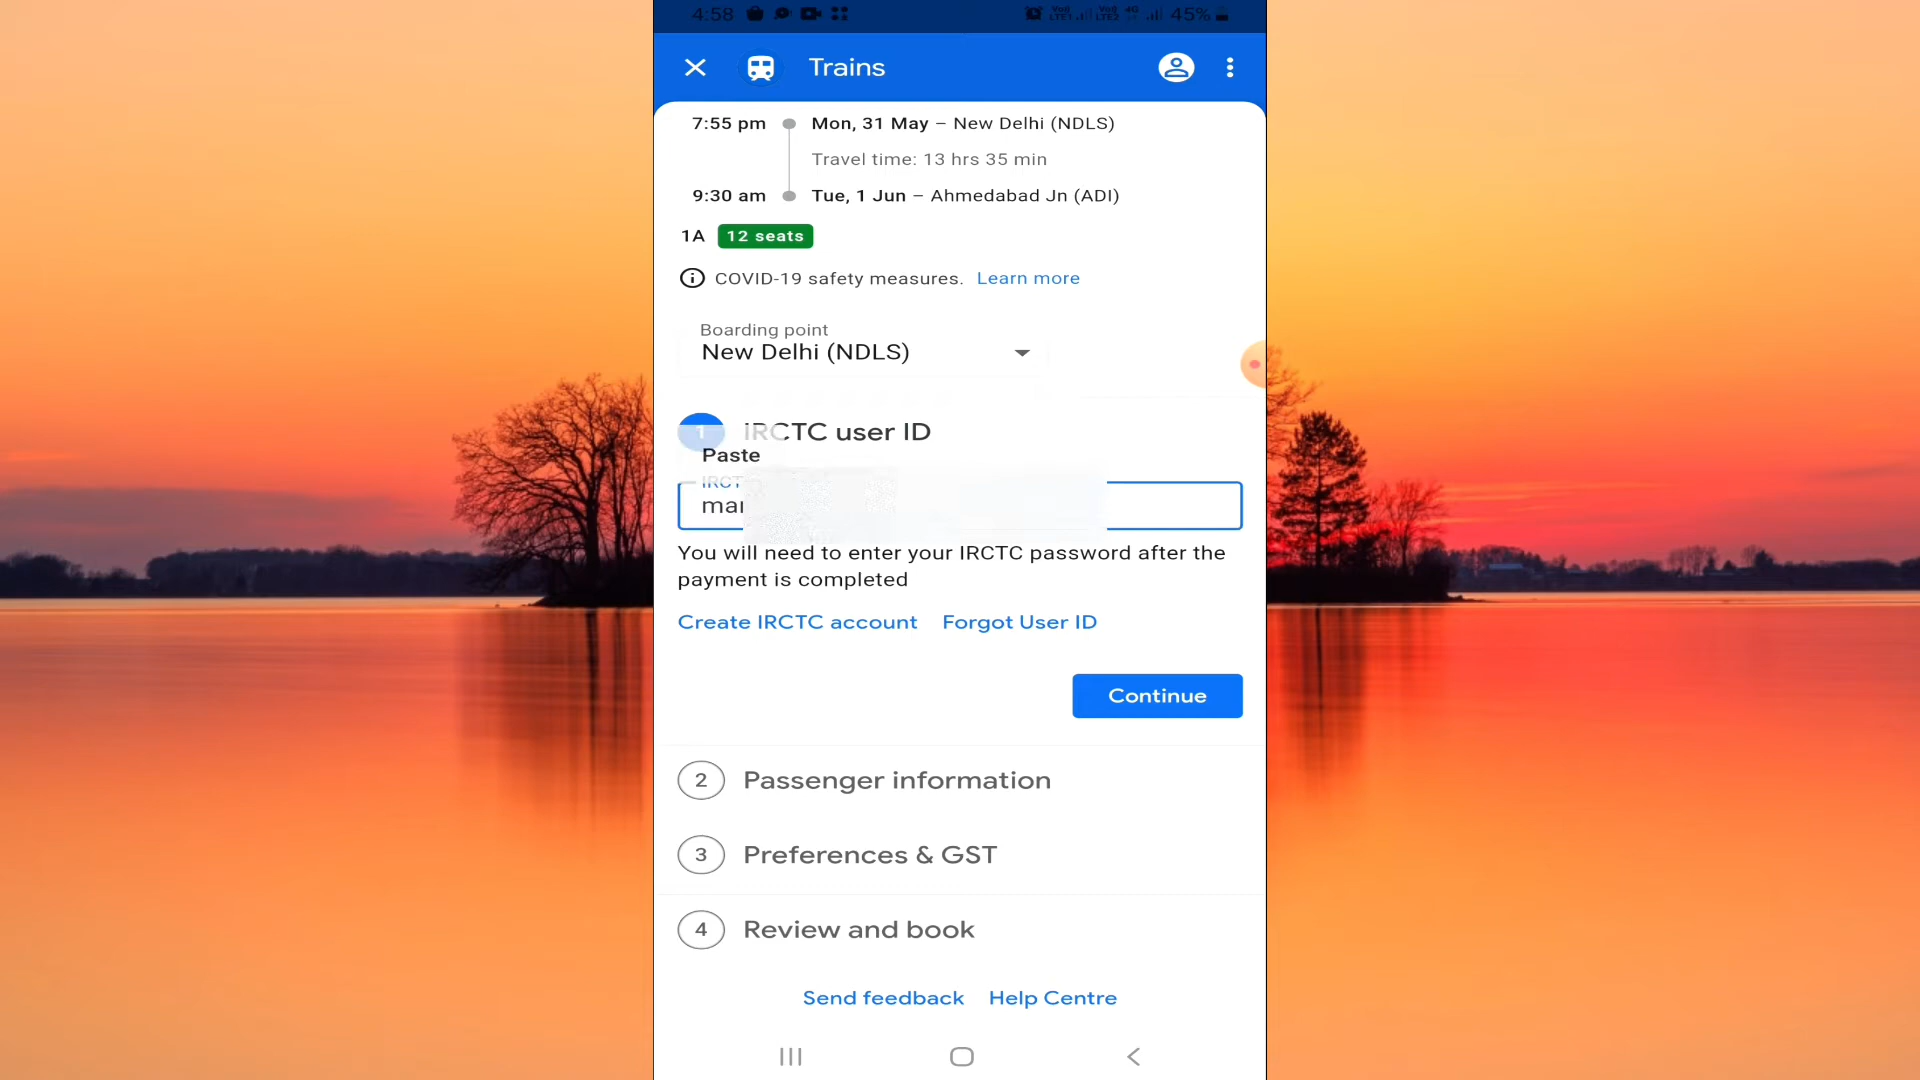 4:58 45%
Trains
7:55 pm Mon, 31 May – New Delhi (NDLS)
Travel time: 13 hrs 35 min
9:30 am Tue, 1 Jun – Ahmedabad Jn (ADI)
1A 12 seats
COVID-19 safety measures. Learn more
Boarding point
New Delhi (NDLS)
1 IRCTC user ID
Paste
You will need to enter your IRCTC password after the
payment is completed
Create IRCTC account Forgot User ID
Continue
2 Passenger information
3 Preferences & GST
4 Review and book
Send feedback Help Centre